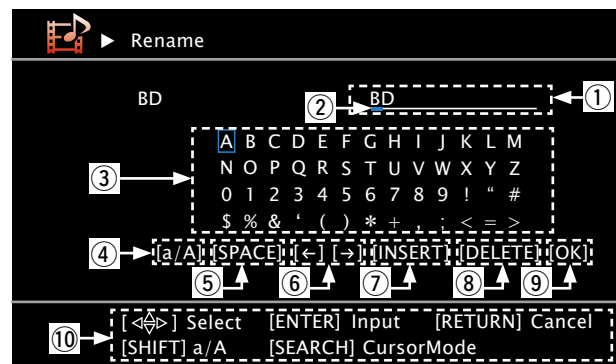 ▶ Rename
BD BD
① ②
A B C D E F G H I J K L M
N O P Q R S T U V W X Y Z
③
0 1 2 3 4 5 6 7 8 9 ! “ #
$ % & ‘ ( ) * + , ; < = >
④ [a/A] [SPACE] [←] [→] [INSERT] [DELETE] [OK]
⑤ ⑥ ⑦ ⑧ ⑨
[◁△▽▷] Select [ENTER] Input [RETURN] Cancel
⑩
[SHIFT] a/A [SEARCH] CursorMode